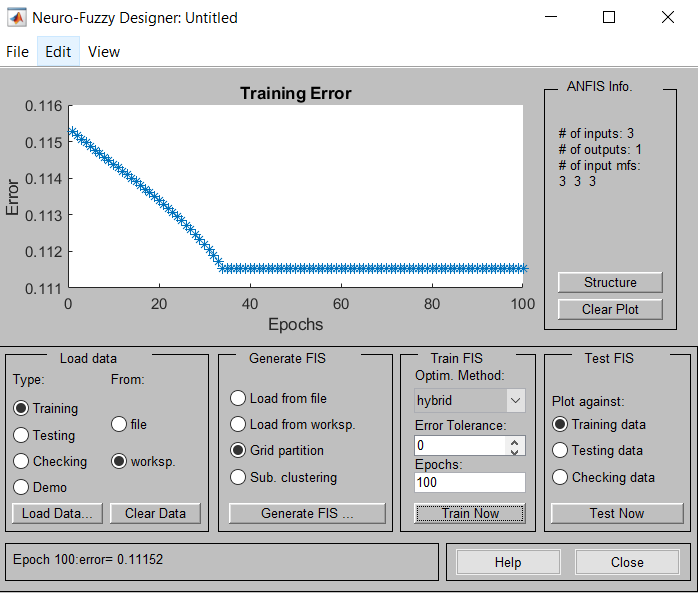 Neuro-Fuzzy Designer: Untitled
File Edit View
Training Error
0.116
0.115
0.114
0.113
0.112
0.111
Error
0 20 40 60 80 100
Epochs
ANFIS Info.
# of inputs: 3
# of outputs: 1
# of input mfs:
3 3 3
Structure
Clear Plot
Load data
Type: From:
Training
file
Testing
Checking
worksp.
Demo
Load Data... Clear Data
Generate FIS
Load from file
Load from worksp.
Grid partition
Sub. clustering
Generate FIS ...
Train FIS
Optim. Method:
hybrid
Error Tolerance:
0
Epochs:
100
Train Now
Test FIS
Plot against:
Training data
Testing data
Checking data
Test Now
Epoch 100:error= 0.11152
Help Close